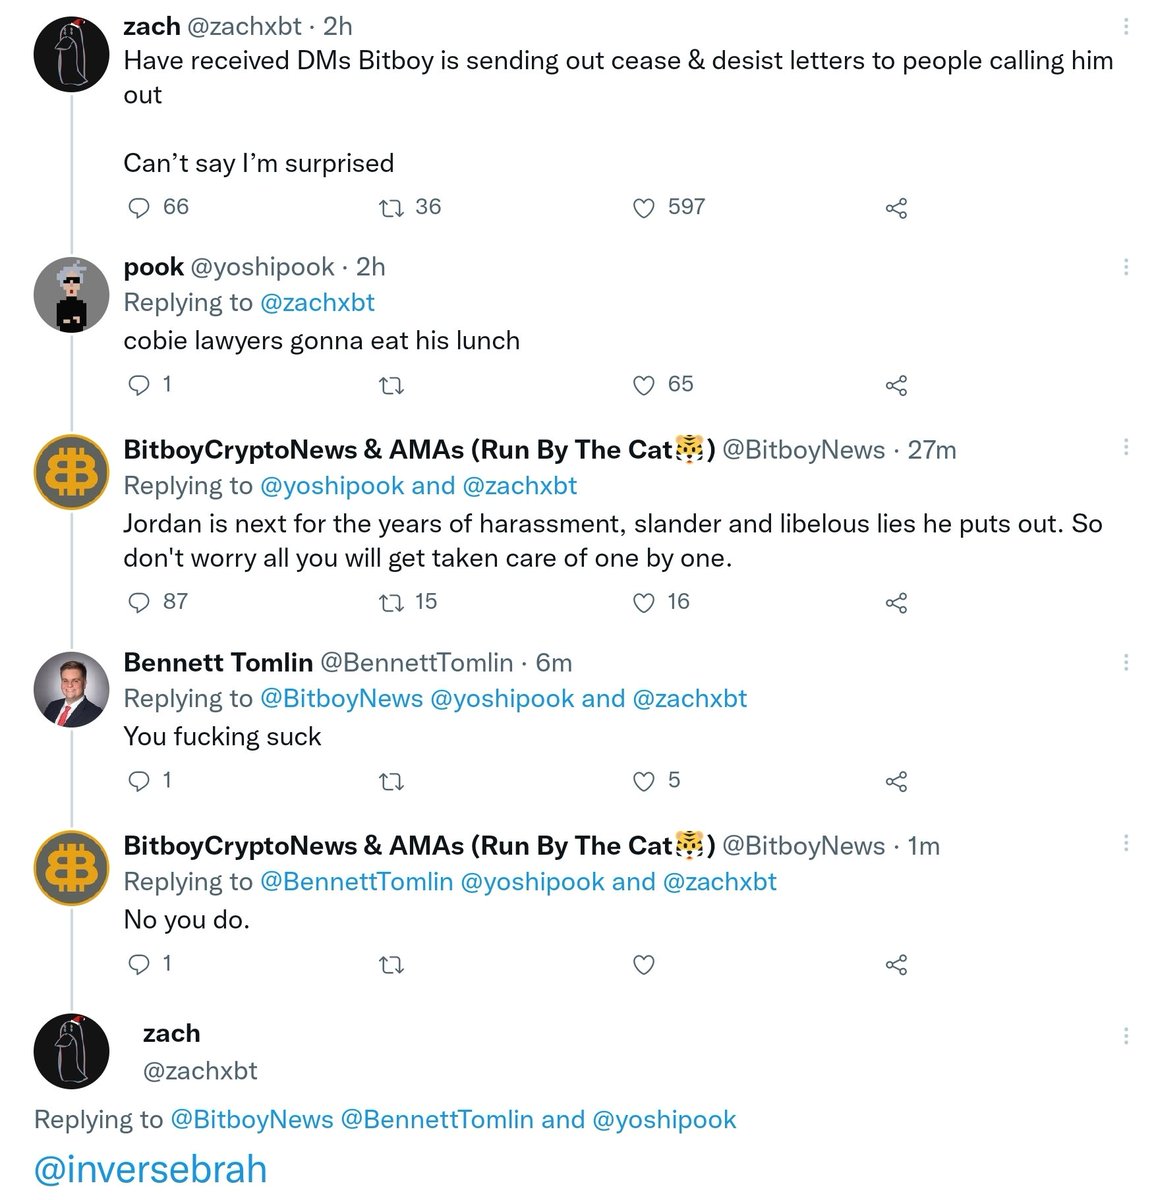 zach @zachxbt · 2h
Have received DMs Bitboy is sending out cease & desist letters to people calling him
out
Can't say I'm surprised
66 36 597
pook @yoshipook · 2h
Replying to @zachxbt
cobie lawyers gonna eat his lunch
1 65
BitboyCryptoNews & AMAs (Run By The Cat🐯) @BitboyNews · 27m
Replying to @yoshipook and @zachxbt
Jordan is next for the years of harassment, slander and libelous lies he puts out. So
don't worry all you will get taken care of one by one.
87 15 16
Bennett Tomlin @BennettTomlin · 6m
Replying to @BitboyNews @yoshipook and @zachxbt
You fucking suck
1 5
BitboyCryptoNews & AMAs (Run By The Cat🐯) @BitboyNews · 1m
Replying to @BennettTomlin @yoshipook and @zachxbt
No you do.
1
zach
@zachxbt
Replying to @BitboyNews @BennettTomlin and @yoshipook
@inversebrah